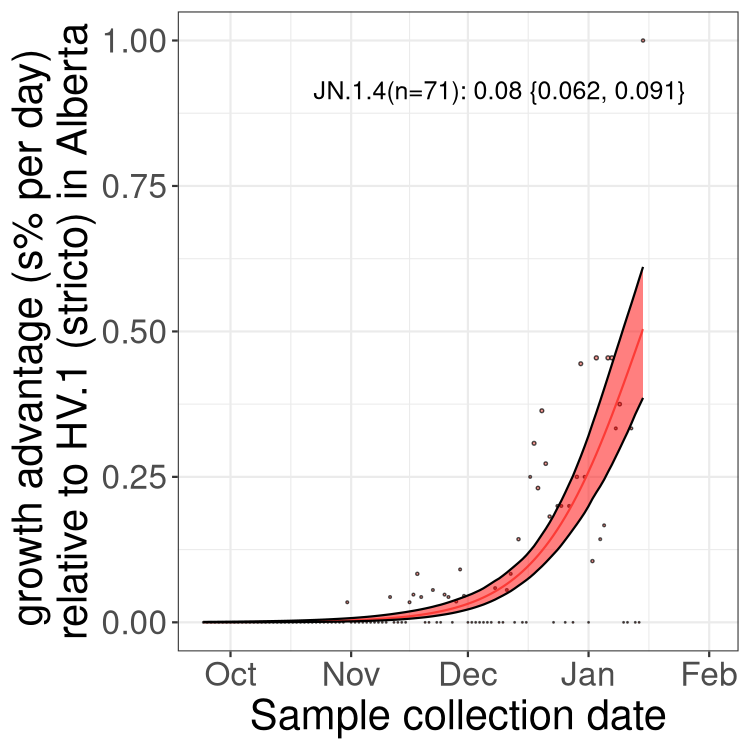 growth advantage (s% per day)
relative to HV.1 (stricto) in Alberta
1.00
0.75
0.50
0.25
0.00
JN.1.4(n=71): 0.08 {0.062, 0.091}
Oct Nov Dec Jan Feb
Sample collection date